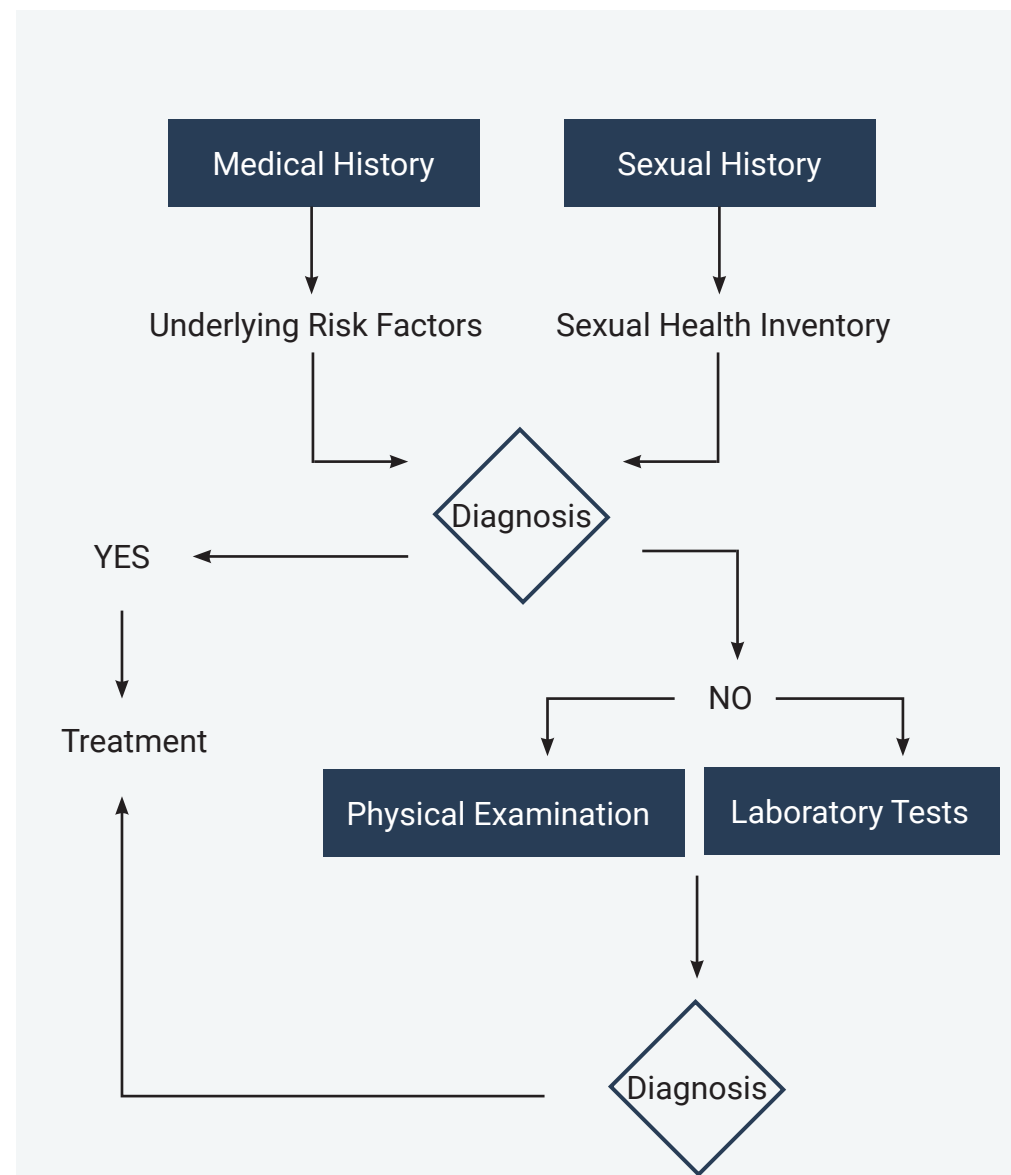 Medical History
Sexual History
Underlying Risk Factors
Sexual Health Inventory
Diagnosis
YES
NO
Treatment
Physical Examination
Laboratory Tests
Diagnosis